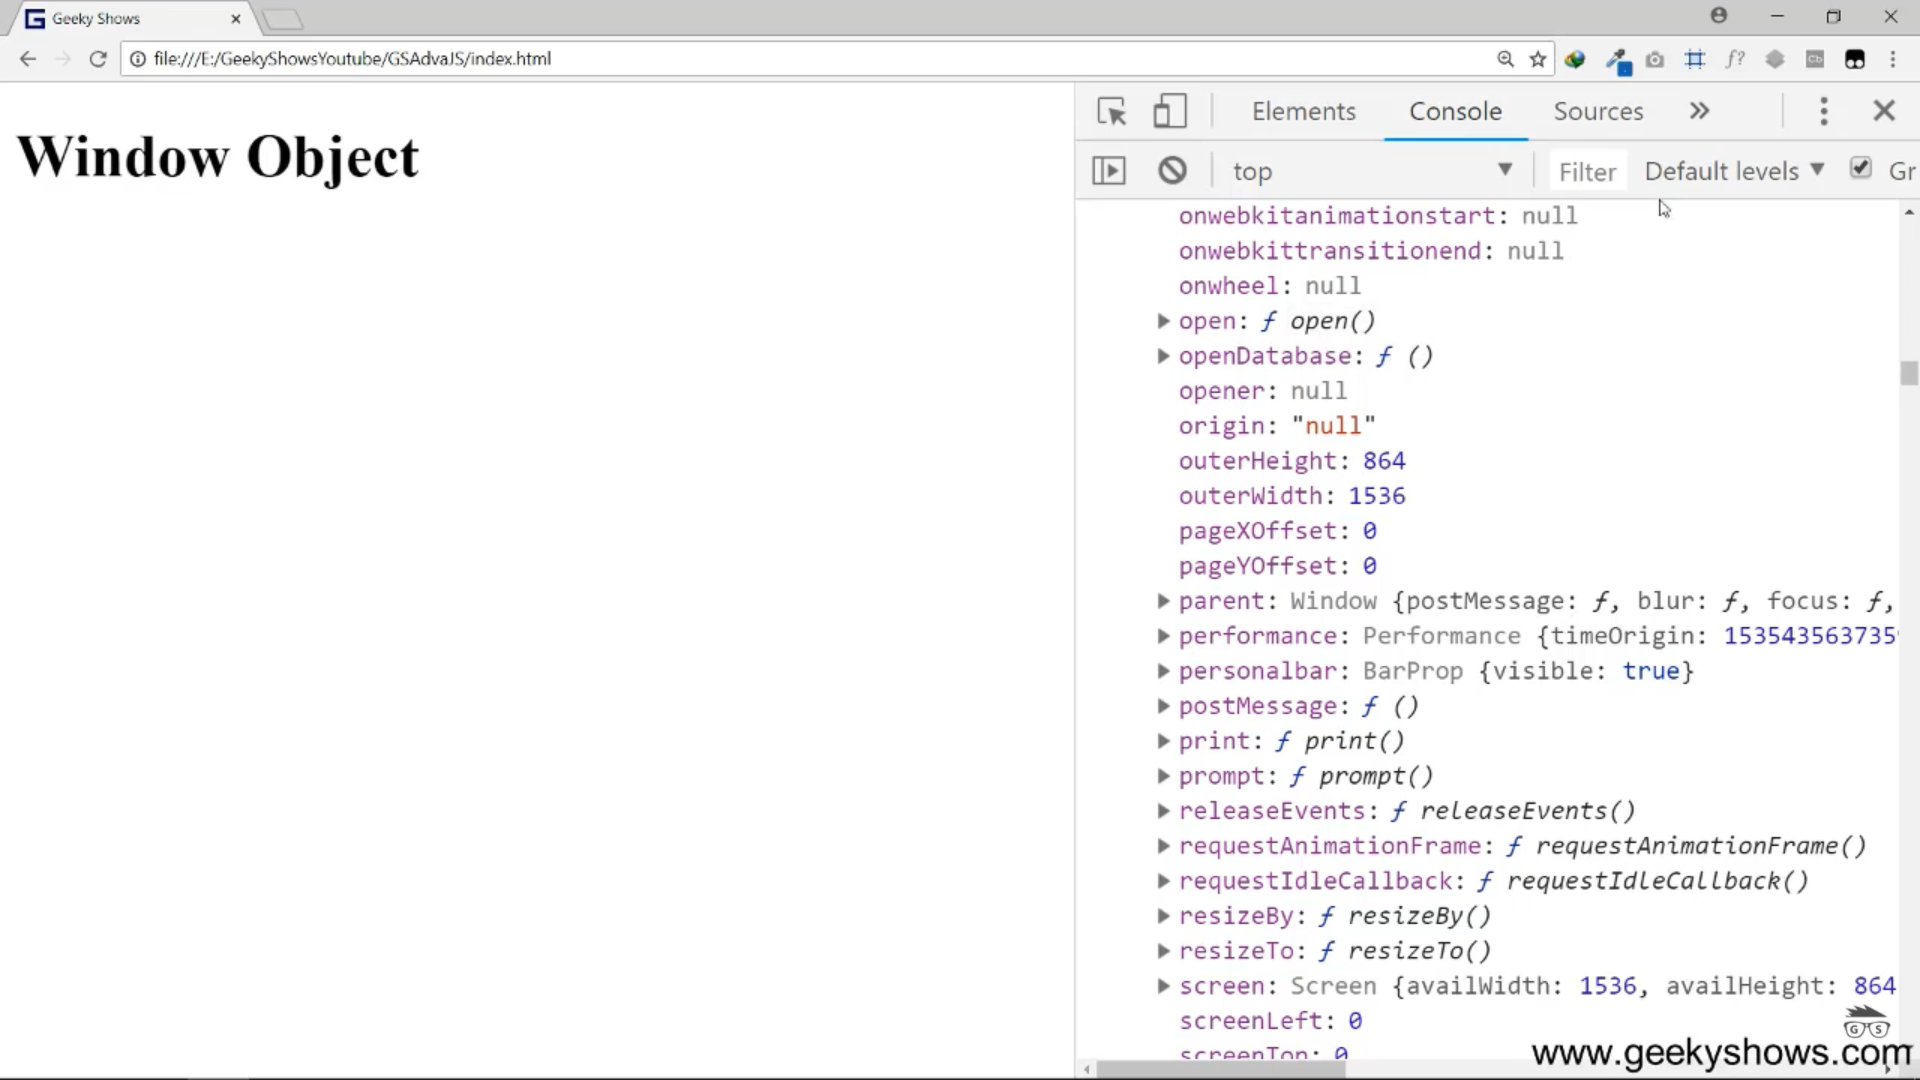 Geeky Shows
file:///E:/GeekyShowsYoutube/GSAdvaJS/index.html
Window Object
Elements Console Sources
top Filter Default levels Gr
onwebkitanimationstart: null
onwebkittransitionend: null
onwheel: null
open: ƒ open()
openDatabase: ƒ ()
opener: null
origin: "null"
outerHeight: 864
outerWidth: 1536
pageXOffset: 0
pageYOffset: 0
parent: Window {postMessage: ƒ, blur: ƒ, focus: ƒ,
performance: Performance {timeOrigin: 153543563735
personalbar: BarProp {visible: true}
postMessage: ƒ ()
print: ƒ print()
prompt: ƒ prompt()
releaseEvents: ƒ releaseEvents()
requestAnimationFrame: ƒ requestAnimationFrame()
requestIdleCallback: ƒ requestIdleCallback()
resizeBy: ƒ resizeBy()
resizeTo: ƒ resizeTo()
screen: Screen {availWidth: 1536, availHeight: 864
screenLeft: 0
screenTop: 0
G S
www.geekyshows.com